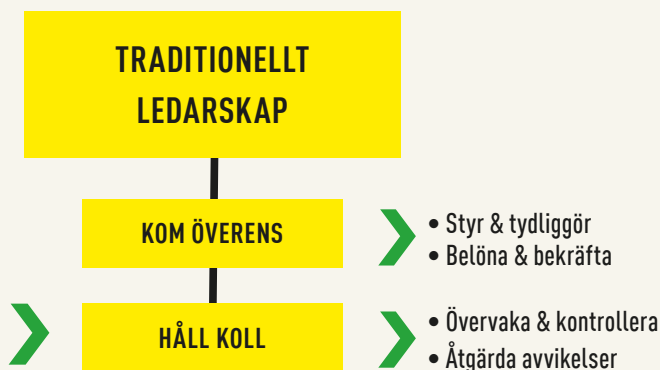 TRADITIONELLT
LEDARSKAP
KOM ÖVERENS
• Styr & tydliggör
• Belöna & bekräfta
HÅLL KOLL
• Övervaka & kontrollera
• Åtgärda avvikelser